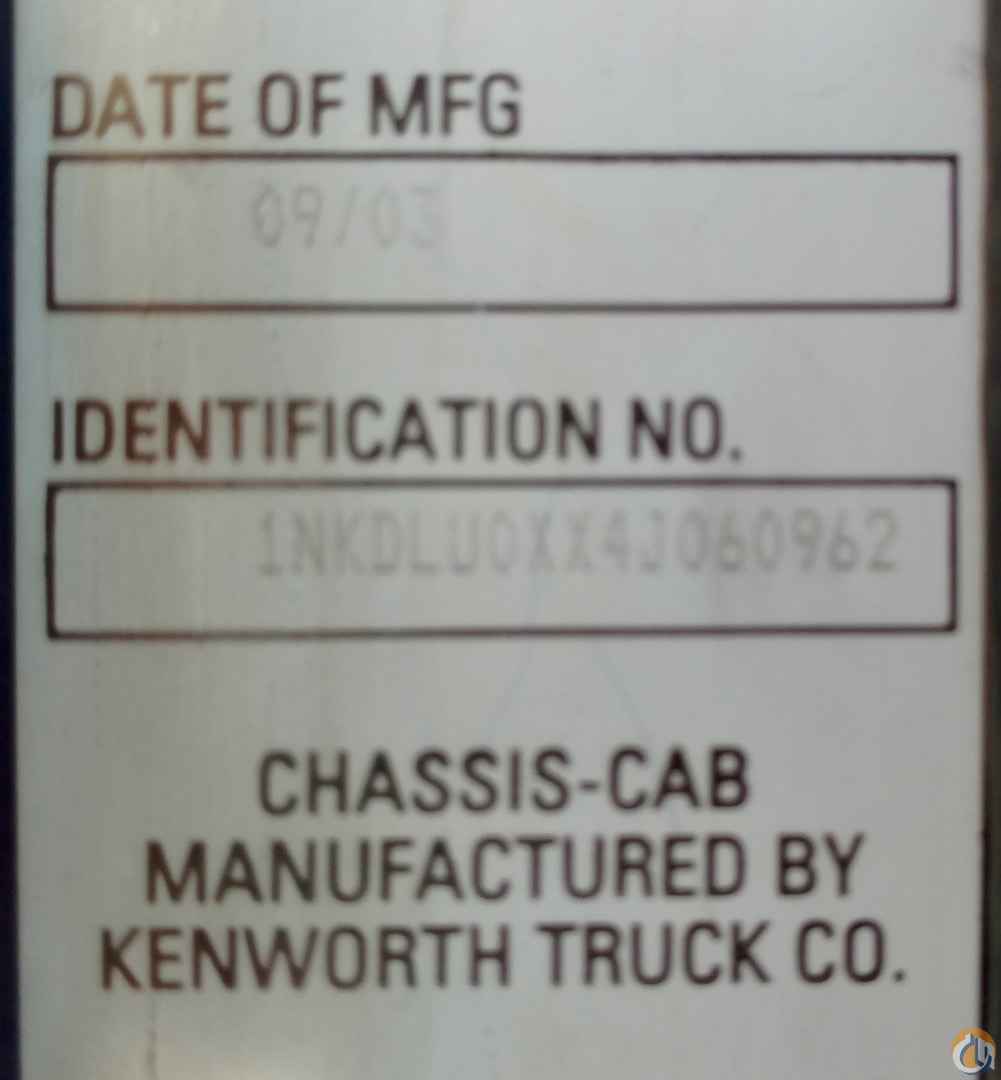 DATE OF MFG
09/03
IDENTIFICATION NO.
1NKDLU0XX4J060962
CHASSIS-CAB
MANUFACTURED BY
KENWORTH TRUCK CO.